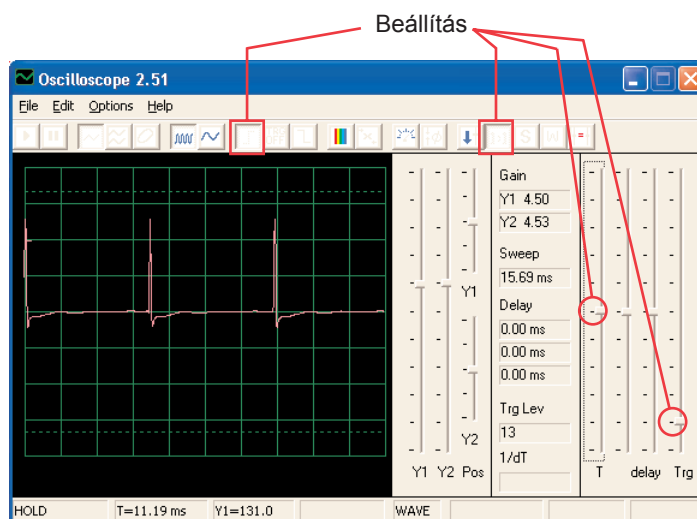 Beállítás
Oscilloscope 2.51
File Edit Options Help
Gain
Y1 4.50
Y2 4.53
Sweep
15.69 ms
Delay
0.00 ms
0.00 ms
0.00 ms
Trg Lev
13
1/dT
Y1
Y2
Y1 Y2 Pos
T delay Trg
HOLD T=11.19 ms Y1=131.0 WAVE